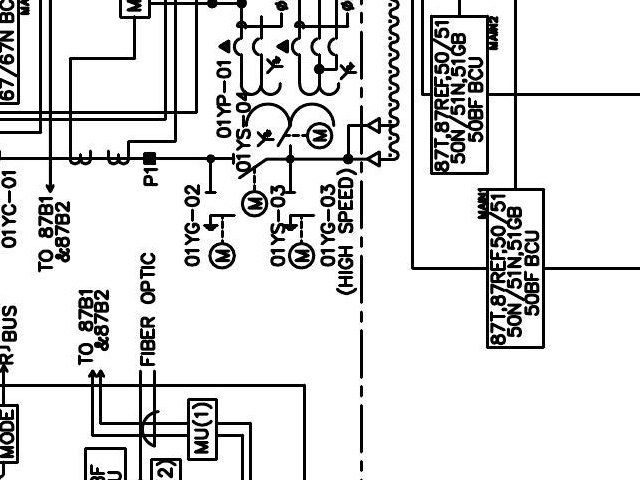 67/67N BC
M
01YP-01
01YS-04
M
87T,87REF,50/51
50N/51N,51GB
50BF BCU
MAIN2
P1
01YC-01
TO 87B1
&87B2
01YG-02
M
M
01YS-03
M
01YG-03
(HIGH SPEED)
MAIN1
87T,87REF,50/51
50N/51N,51GB
50BF BCU
BUS
TO 87B1
&87B2
FIBER OPTIC
MODE
MU(1)
BF
U
2)